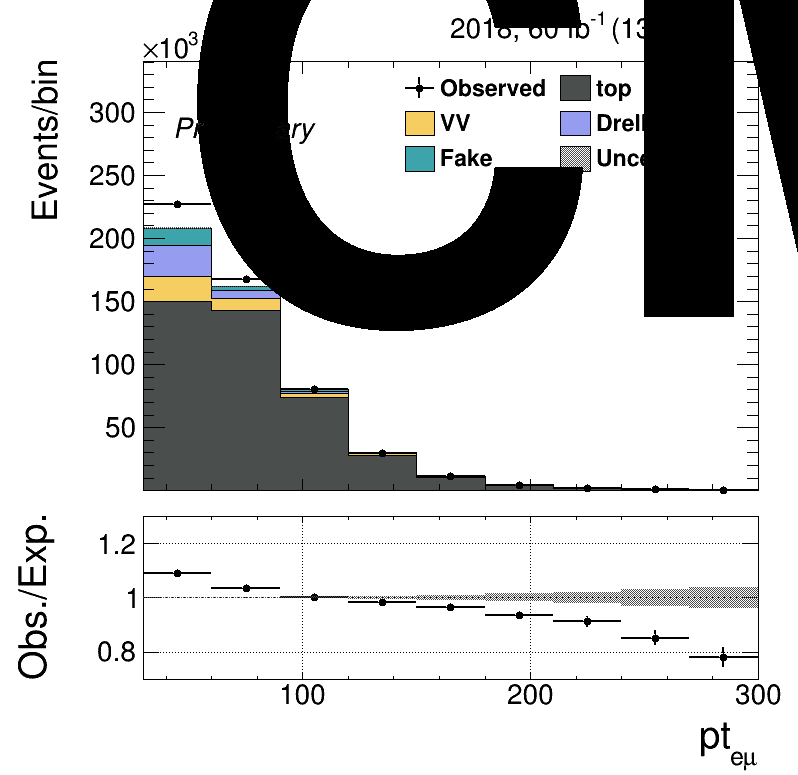 2018, 60 fb⁻¹ (13
×10³
CM
Events/bin
300
250
200
150
100
50
Observed
top
VV
Fake
Obs./Exp.
1.2
1
0.8
100
200
300
pt eμ